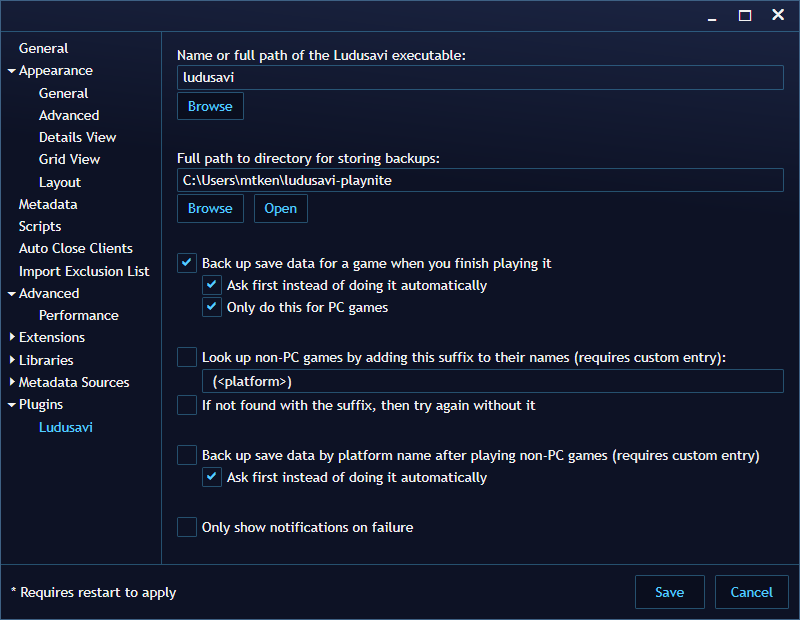 General
Appearance
General
Advanced
Details View
Grid View
Layout
Metadata
Scripts
Auto Close Clients
Import Exclusion List
Advanced
Performance
Extensions
Libraries
Metadata Sources
Plugins
Ludusavi
Name or full path of the Ludusavi executable:
ludusavi
Browse
Full path to directory for storing backups:
C:\Users\mtken\ludusavi-playnite
Browse Open
Back up save data for a game when you finish playing it
Ask first instead of doing it automatically
Only do this for PC games
Look up non-PC games by adding this suffix to their names (requires custom entry):
(<platform>)
If not found with the suffix, then try again without it
Back up save data by platform name after playing non-PC games (requires custom entry)
Ask first instead of doing it automatically
Only show notifications on failure
* Requires restart to apply
Save Cancel